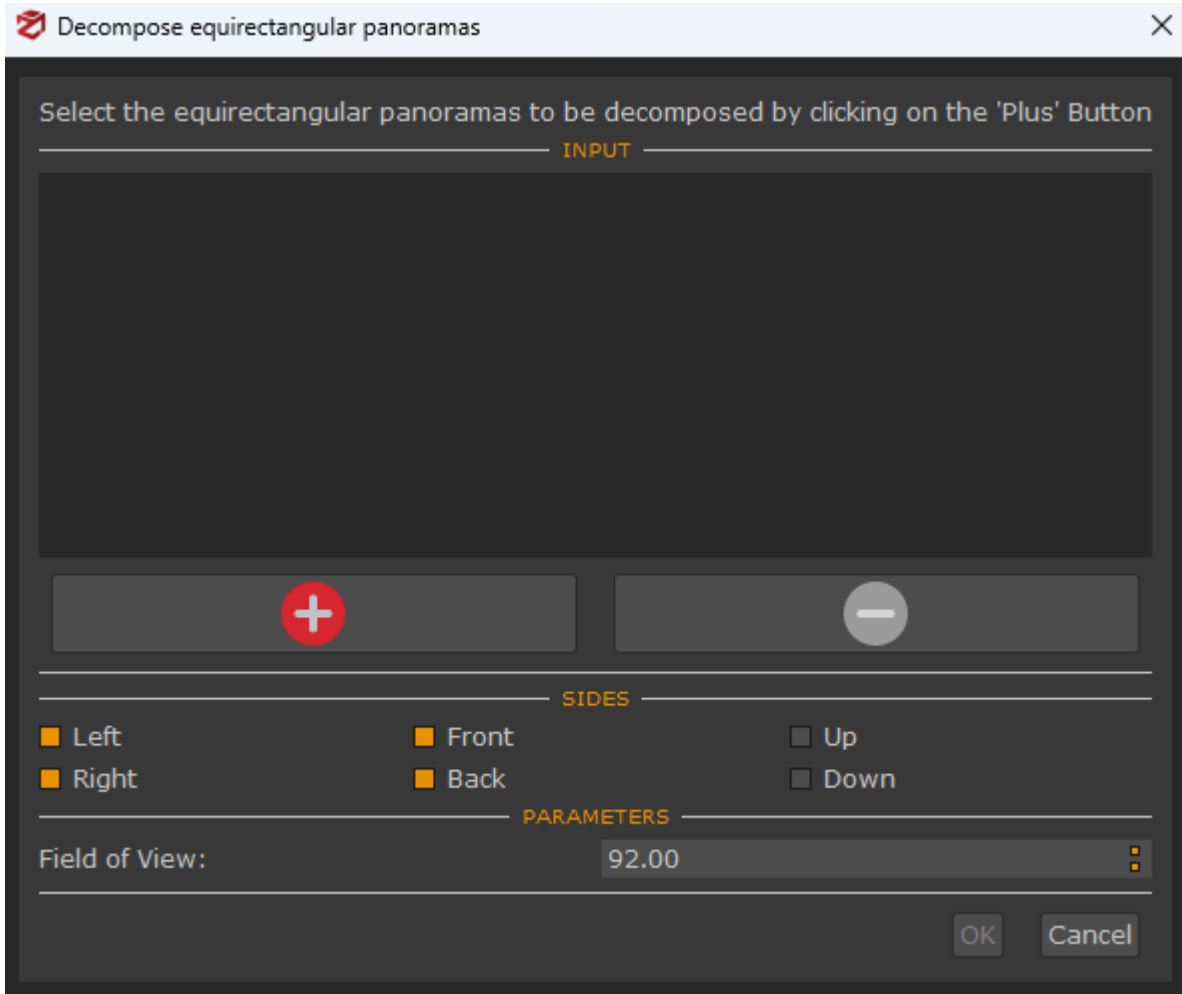 Decompose equirectangular panoramas
Select the equirectangular panoramas to be decomposed by clicking on the 'Plus' Button
INPUT
SIDES
Left Front Up
Right Back Down
PARAMETERS
Field of View: 92.00
OK Cancel